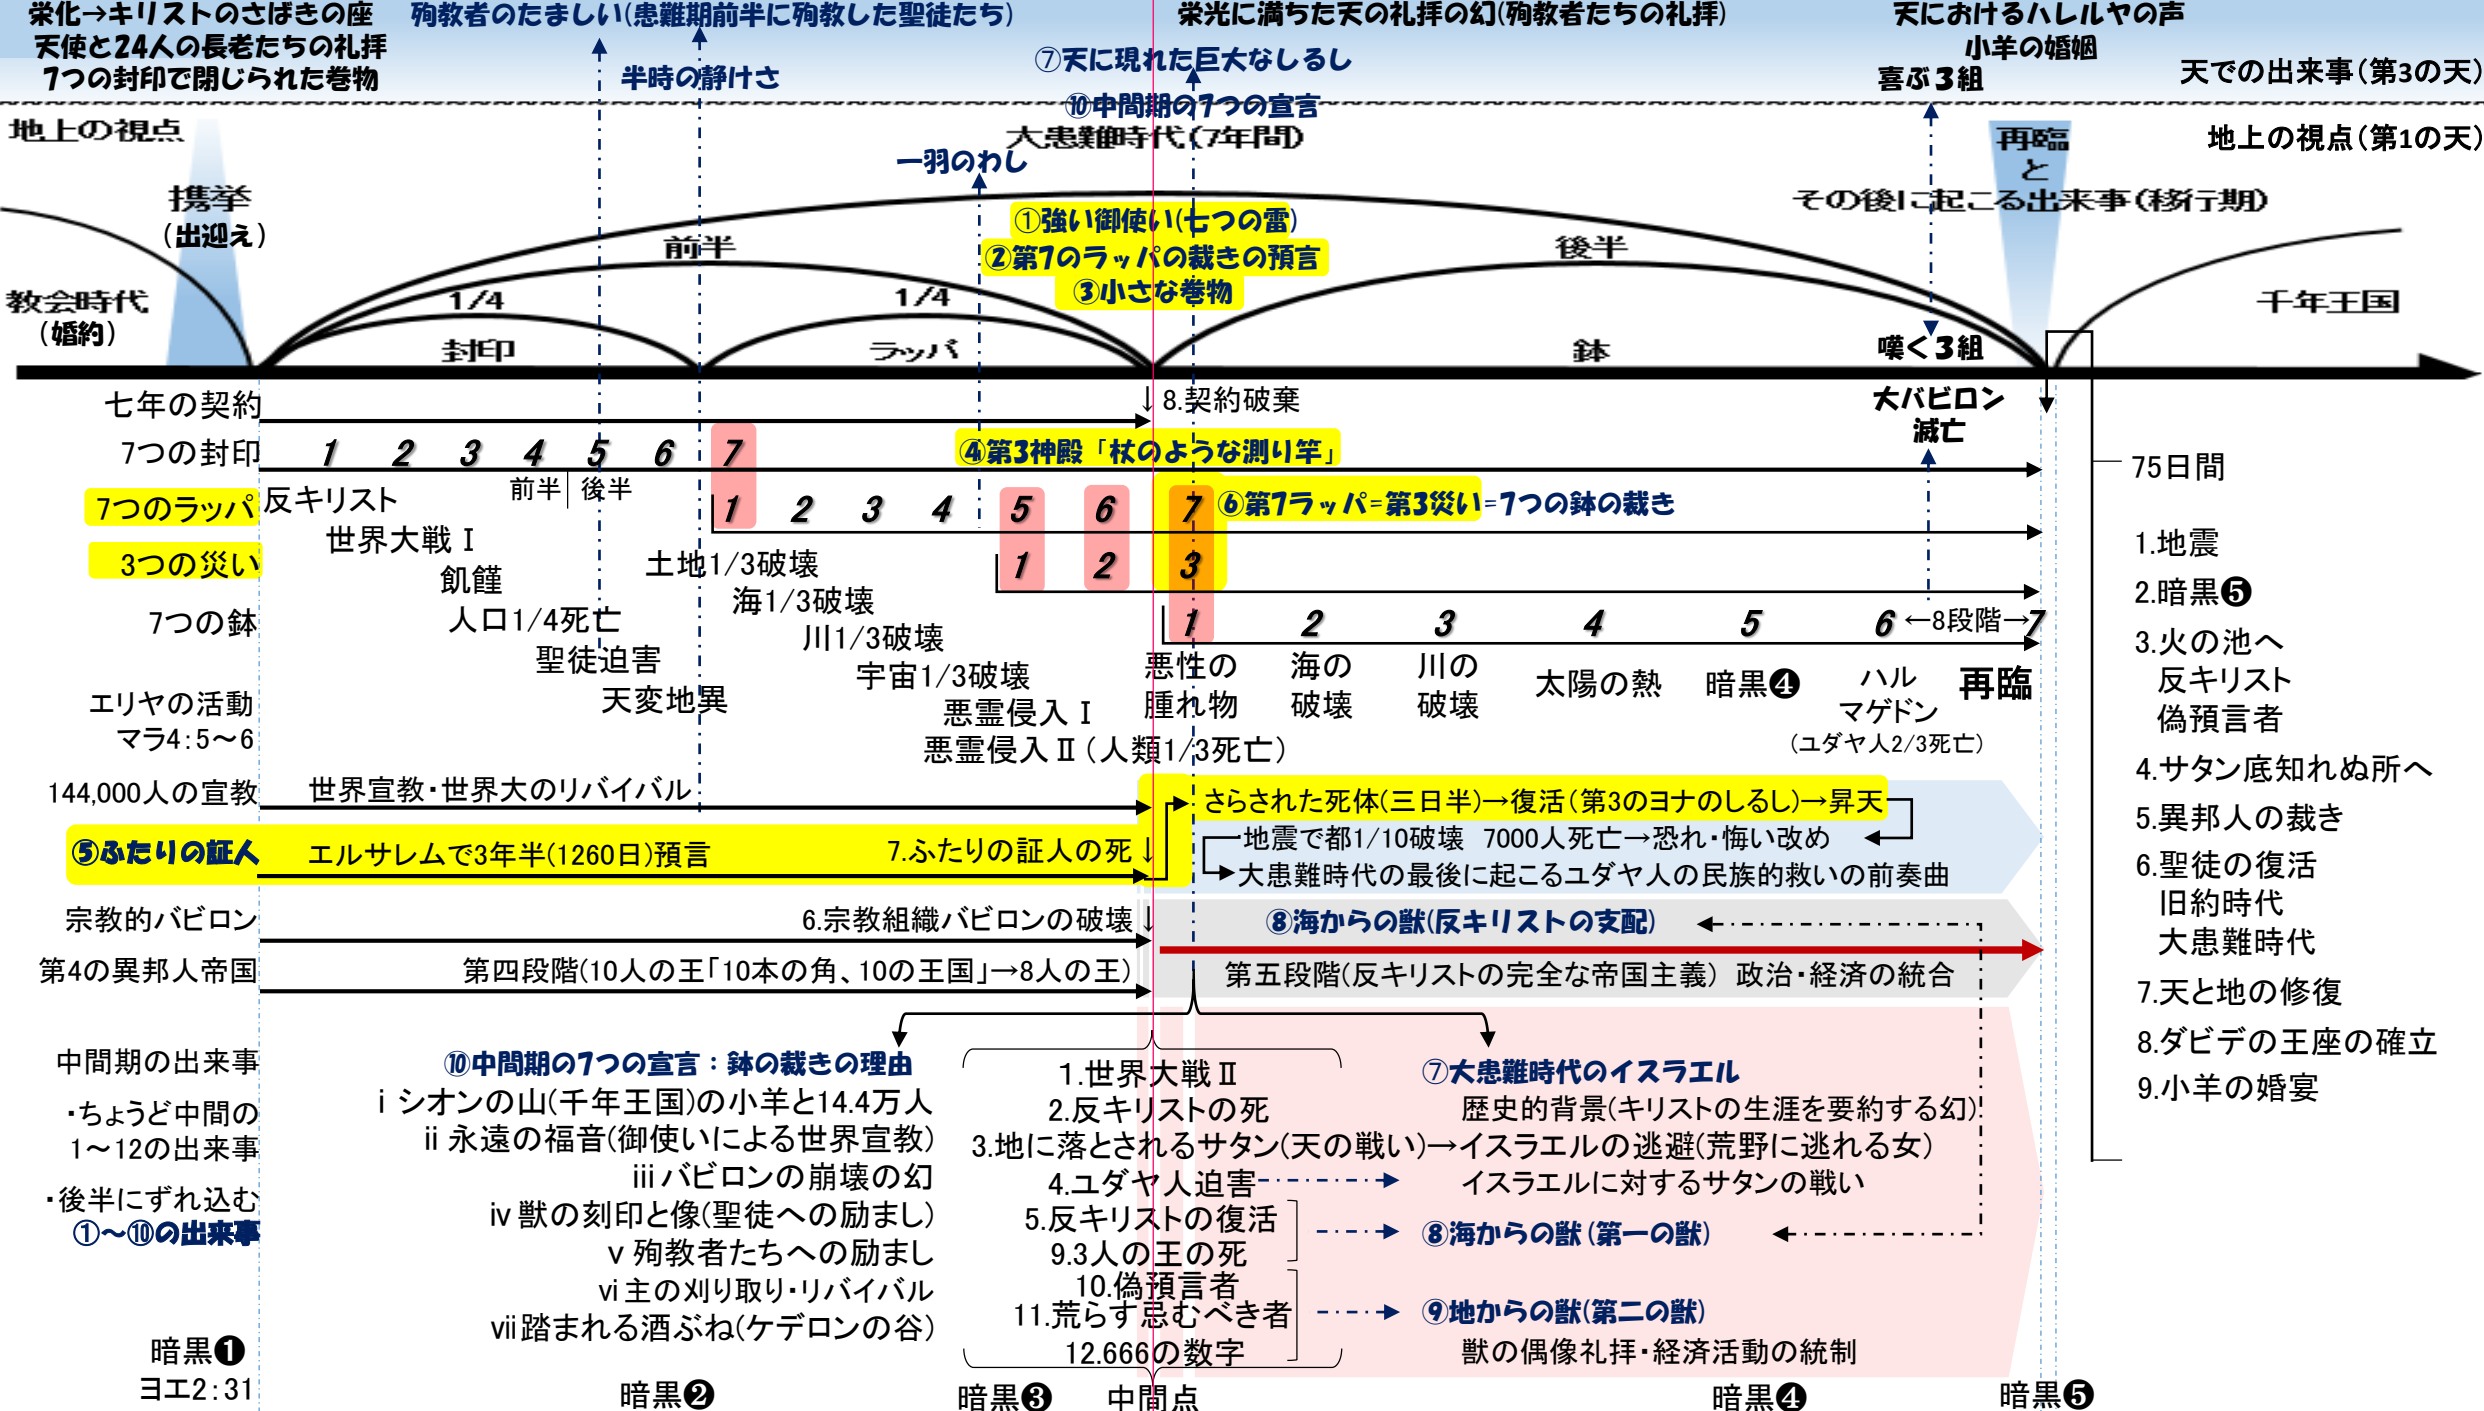 栄化→キリストのさばきの座
天使と24人の長老たちの礼拝
7つの封印で閉じられた巻物
殉教者のたましい(患難期前半に殉教した聖徒たち)
半時の静けさ
栄光に満ちた天の礼拝の幻(殉教者たちの礼拝)
⑦天に現れた巨大なしるし
⑩中間期の7つの宣言
天におけるハレルヤの声
小羊の婚姻
喜ぶ3組
天での出来事(第3の天)
地上の視点
大患難時代(7年間)
地上の視点(第1の天)
一羽のわし
携挙
(出迎え)
再臨
と
その後に起こる出来事(移行期)
①強い御使い(七つの雷)
②第7のラッパの裁きの預言
③小さな巻物
前半
後半
教会時代
(婚約)
1/4
1/4
千年王国
封印
ラッパ
鉢
嘆く3組
七年の契約
↓8.契約破棄
大バビロン
滅亡
7つの封印
1 2 3 4 5 6 7
④第3神殿「杖のような測り竿」
前半 後半
75日間
7つのラッパ
反キリスト
1 2 3 4 5 6 7
⑥第7ラッパ=第3災い=7つの鉢の裁き
世界大戦Ⅰ
3つの災い
飢饉
土地1/3破壊
1 2 3
1.地震
2.暗黒❺
3.火の池へ
反キリスト
偽預言者
4.サタン底知れぬ所へ
5.異邦人の裁き
6.聖徒の復活
旧約時代
大患難時代
7.天と地の修復
8.ダビデの王座の確立
9.小羊の婚宴
7つの鉢
人口1/4死亡
海1/3破壊
川1/3破壊
1 2 3 4 5 6 ←8段階→7
聖徒迫害
宇宙1/3破壊
天変地異
悪霊侵入Ⅰ
悪霊侵入Ⅱ(人類1/3死亡)
悪性の
腫れ物
海の
破壊
川の
破壊
太陽の熱
暗黒❹
ハル
マゲドン
(ユダヤ人2/3死亡)
再臨
エリヤの活動
マラ4:5～6
144,000人の宣教
世界宣教・世界大のリバイバル
さらされた死体(三日半)→復活(第3のヨナのしるし)→昇天
地震で都1/10破壊 7000人死亡→恐れ・悔い改め
大患難時代の最後に起こるユダヤ人の民族的救いの前奏曲
⑤ふたりの証人
エルサレムで3年半(1260日)預言
7.ふたりの証人の死↓
宗教的バビロン
6.宗教組織バビロンの破壊↓
⑧海からの獣(反キリストの支配)
第4の異邦人帝国
第四段階(10人の王「10本の角、10の王国」→8人の王)
第五段階(反キリストの完全な帝国主義) 政治・経済の統合
中間期の出来事
・ちょうど中間の
1～12の出来事
・後半にずれ込む
①～⑩の出来事
⑩中間期の7つの宣言：鉢の裁きの理由
ⅰ シオンの山(千年王国)の小羊と14.4万人
ⅱ 永遠の福音(御使いによる世界宣教)
ⅲ バビロンの崩壊の幻
ⅳ 獣の刻印と像(聖徒への励まし)
ⅴ 殉教者たちへの励まし
ⅵ 主の刈り取り・リバイバル
ⅶ 踏まれる酒ぶね(ケデロンの谷)
1.世界大戦Ⅱ
2.反キリストの死
3.地に落とされるサタン(天の戦い)→イスラエルの逃避(荒野に逃れる女)
4.ユダヤ人迫害
5.反キリストの復活
9.3人の王の死
10.偽預言者
11.荒らす忌むべき者
12.666の数字
⑦大患難時代のイスラエル
歴史的背景(キリストの生涯を要約する幻)
イスラエルに対するサタンの戦い
⑧海からの獣(第一の獣)
⑨地からの獣(第二の獣)
獣の偶像礼拝・経済活動の統制
暗黒❶
ヨエ2:31
暗黒❷
暗黒❸
中間点
暗黒❹
暗黒❺